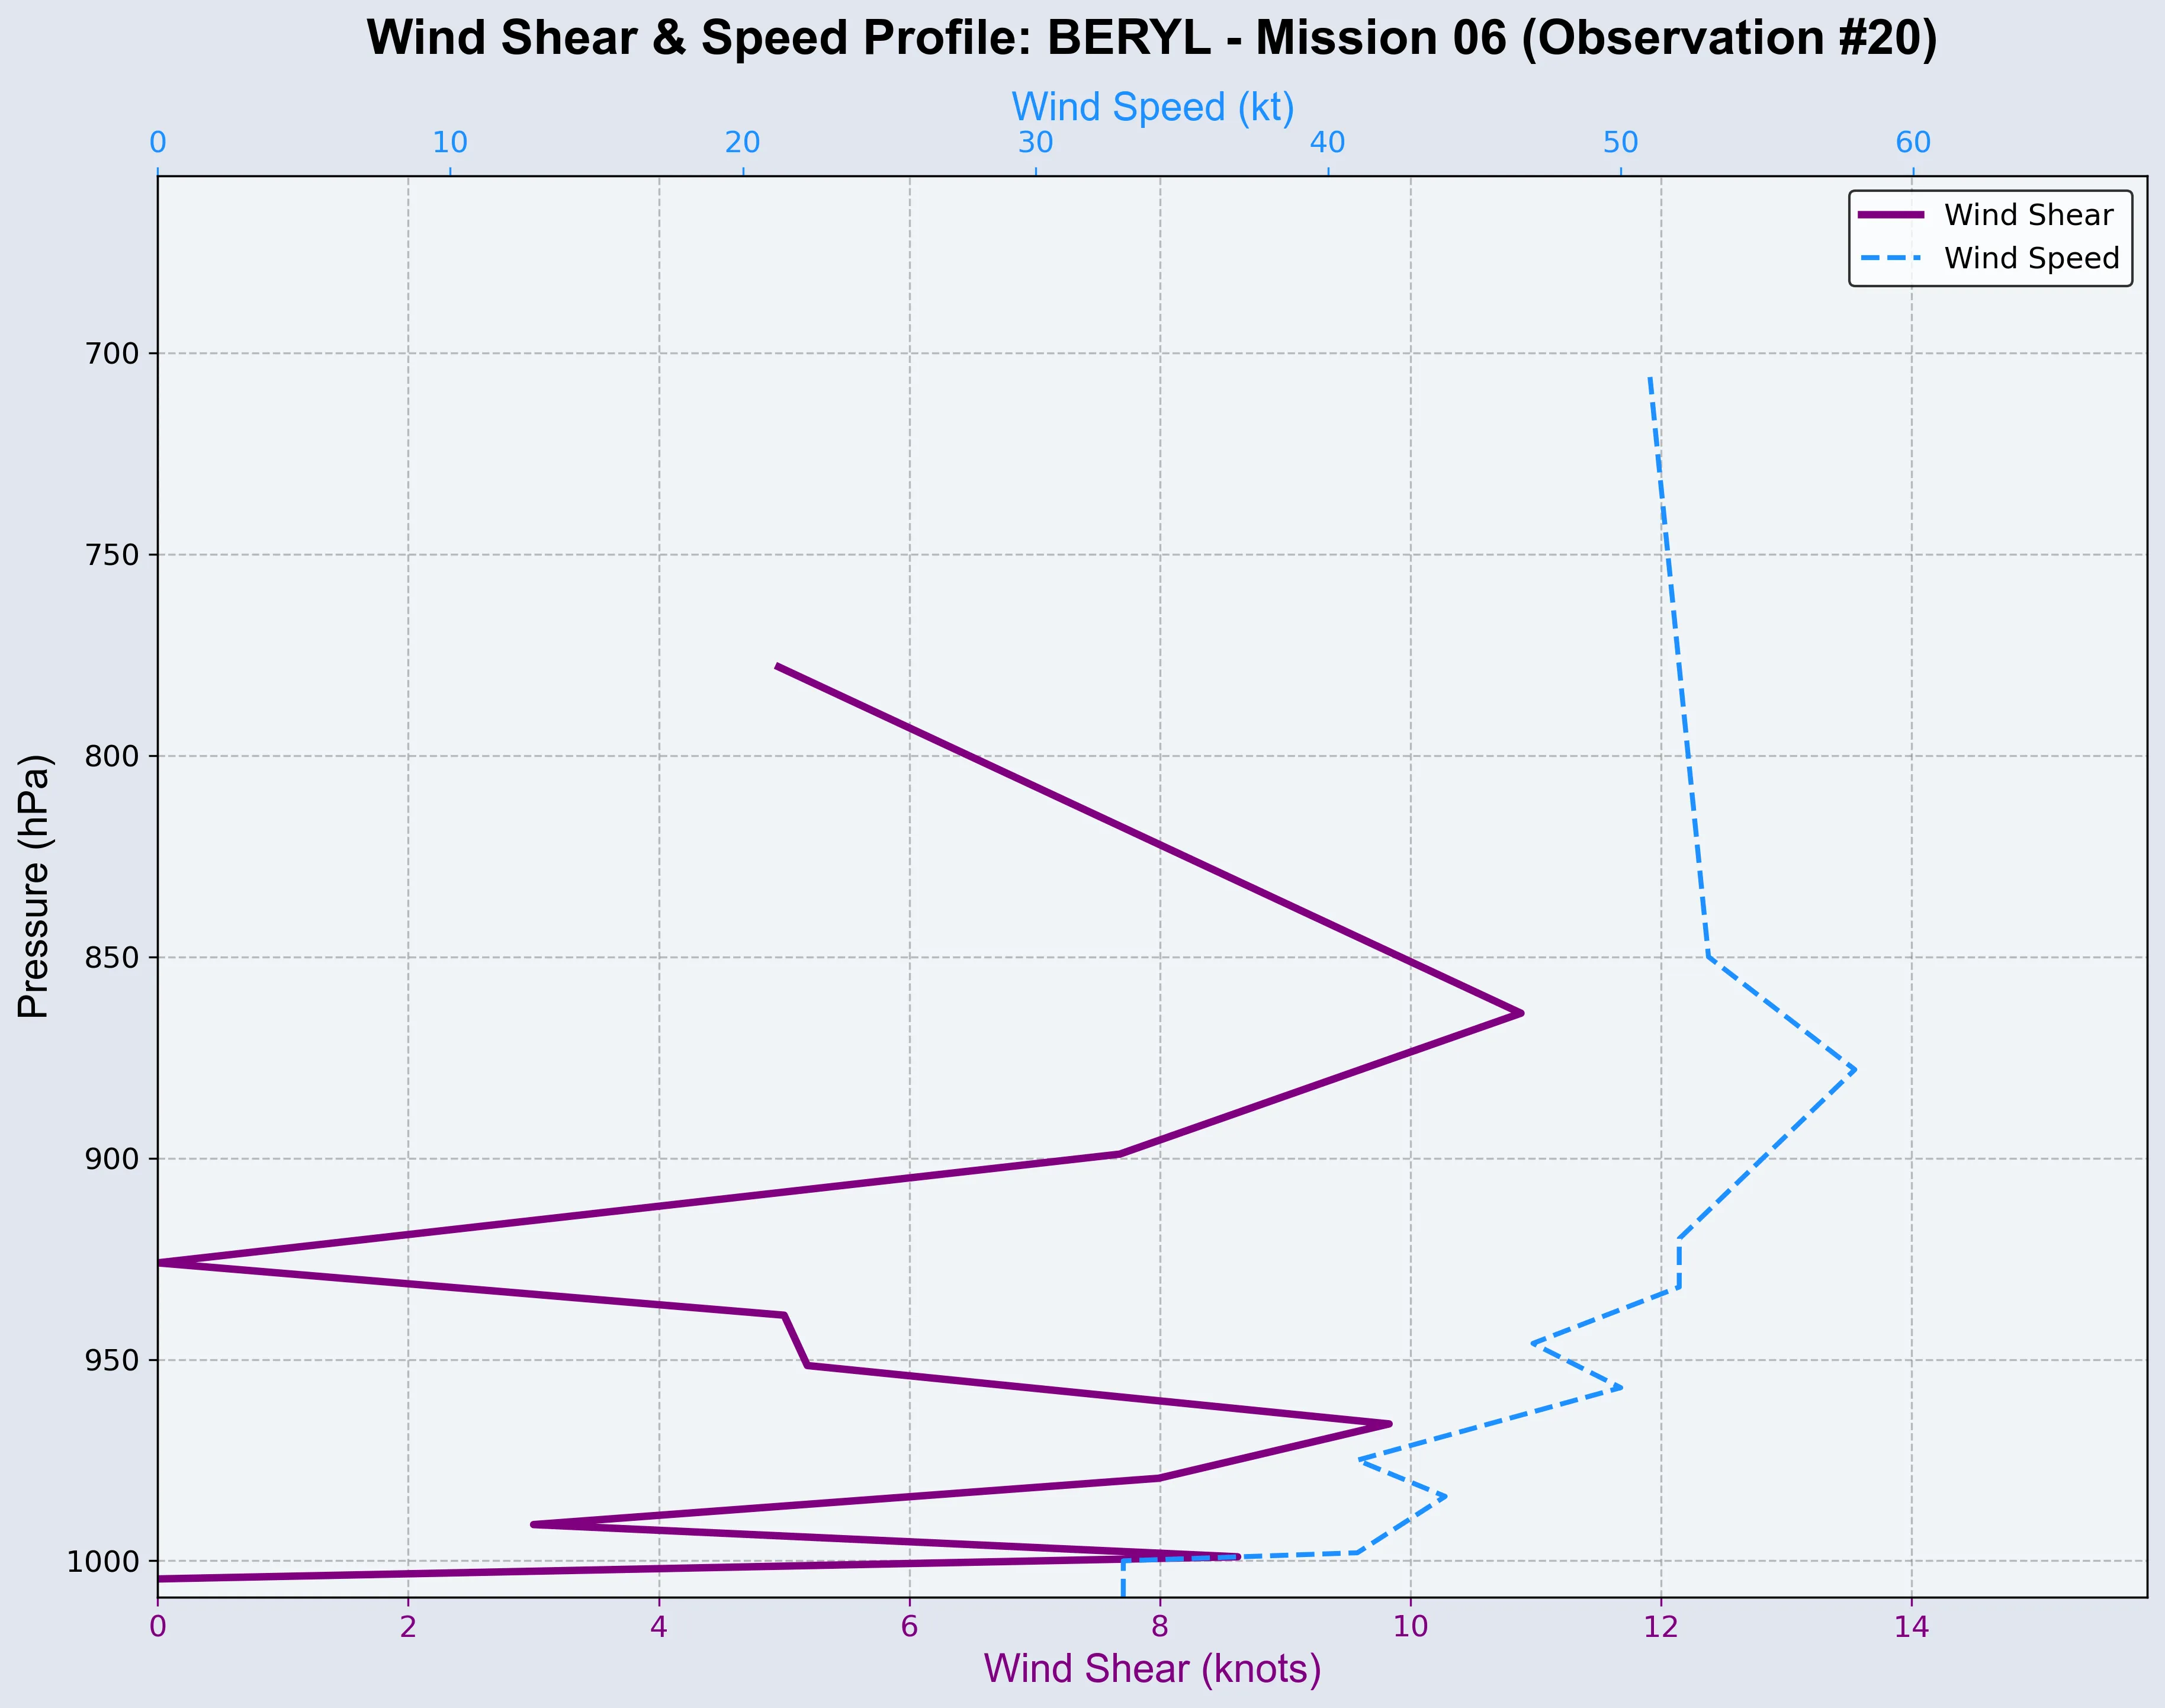 Wind Shear & Speed Profile: BERYL - Mission 06 (Observation #20)
Wind Speed (kt)
0 10 20 30 40 50 60
Wind Shear
Wind Speed
700
750
800
850
900
950
1000
Pressure (hPa)
0 2 4 6 8 10 12 14
Wind Shear (knots)